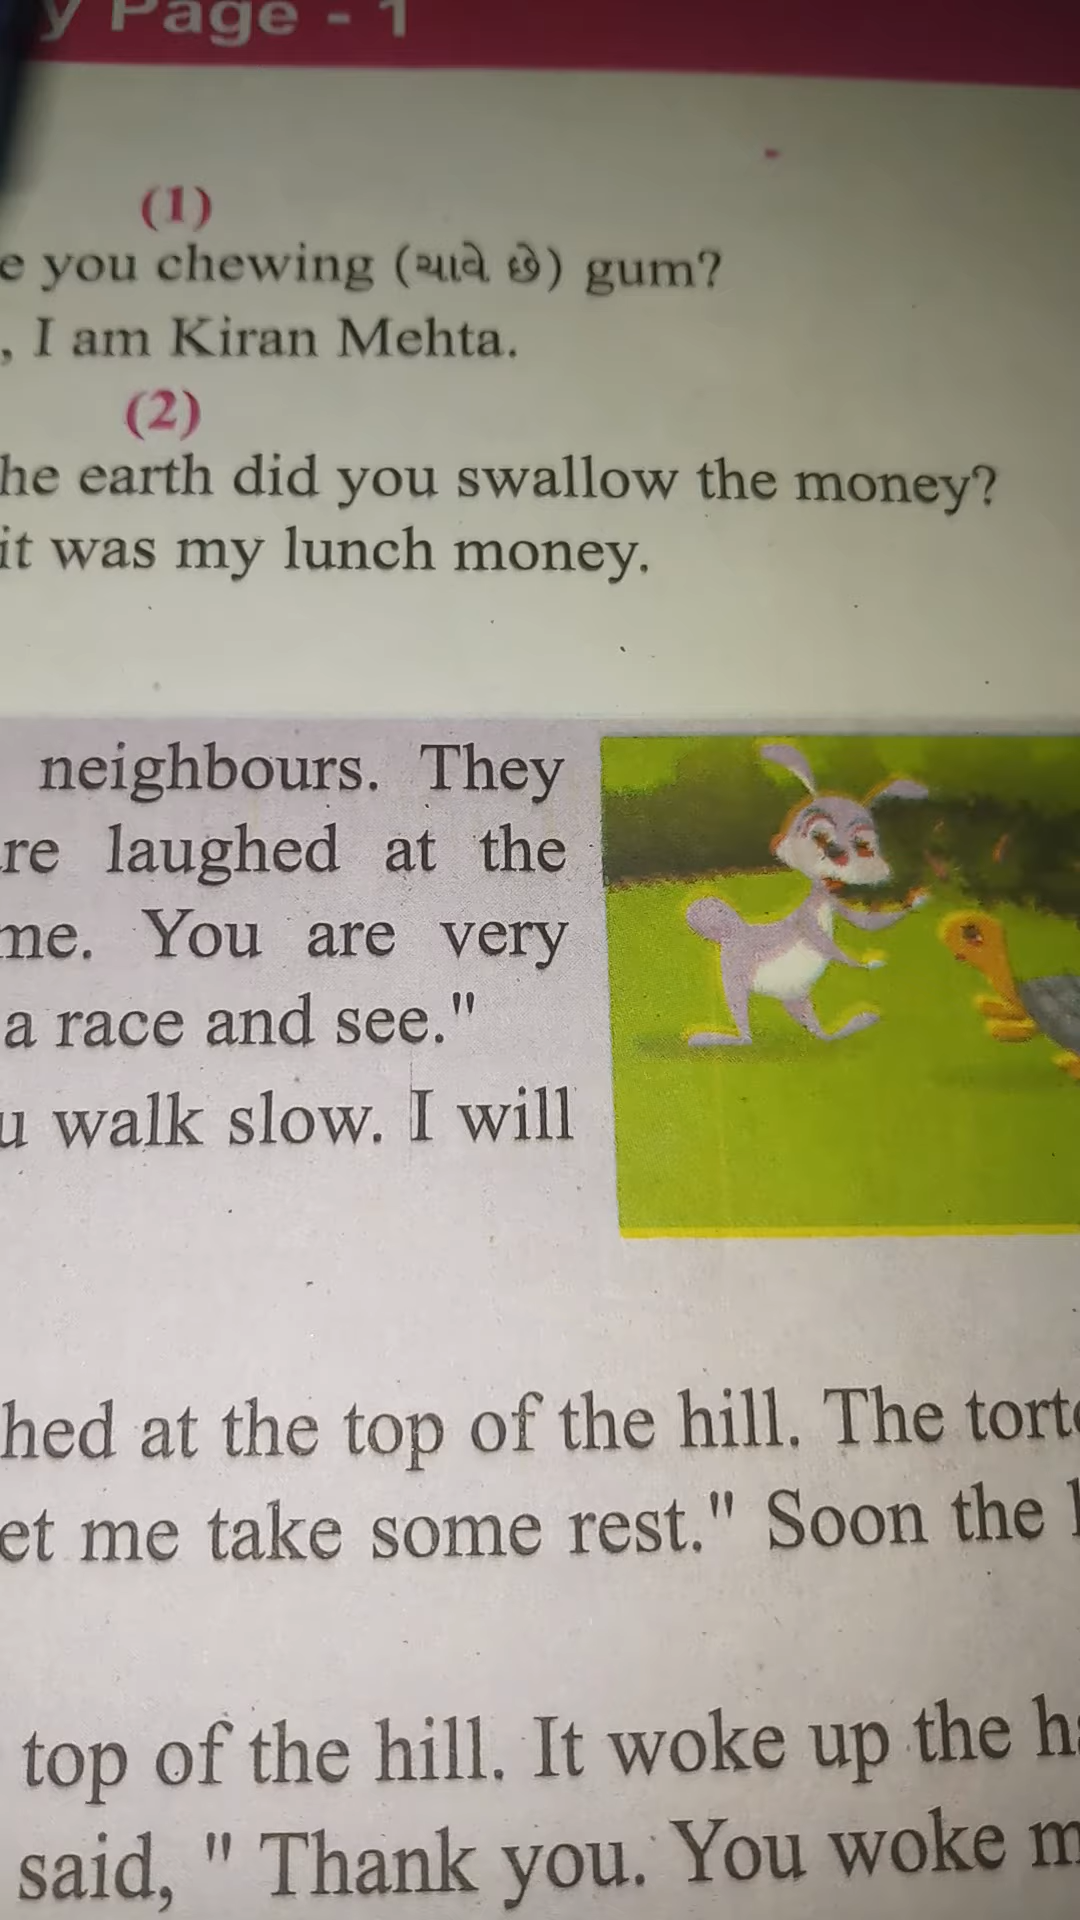 y Page - 1
(1)
e you chewing (ચાવે છે) gum?
, I am Kiran Mehta.
(2)
he earth did you swallow the money?
it was my lunch money.
neighbours. They
re laughed at the
me. You are very
a race and see."
u walk slow. I will
hed at the top of the hill. The torto
et me take some rest." Soon the
top of the hill. It woke up the ha
said, " Thank you. You woke m